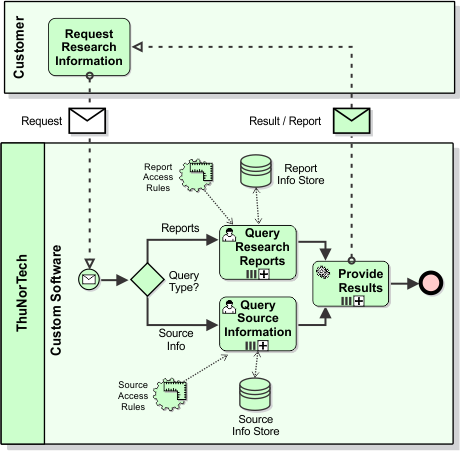 Customer
Request
Research
Information
Request
Result / Report
ThuNorTech
Custom Software
Report
Access
Rules
Report
Info Store
Reports
Query
Research
Reports
Query
Type?
Provide
Results
Query
Source
Information
Source
Info
Source
Access
Rules
Source
Info Store